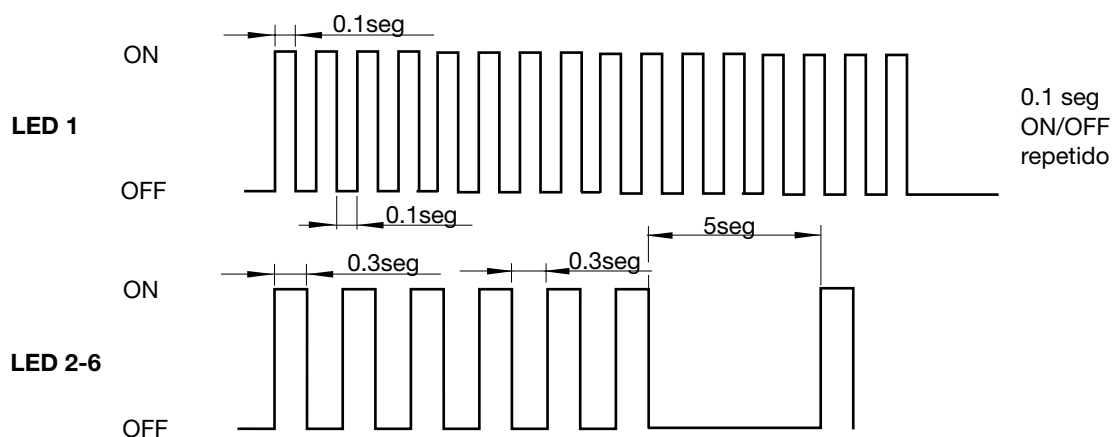 0.1seg
ON
LED 1
OFF
0.1seg
0.1 seg
ON/OFF
repetido
5seg
0.3seg
0.3seg
ON
LED 2-6
OFF